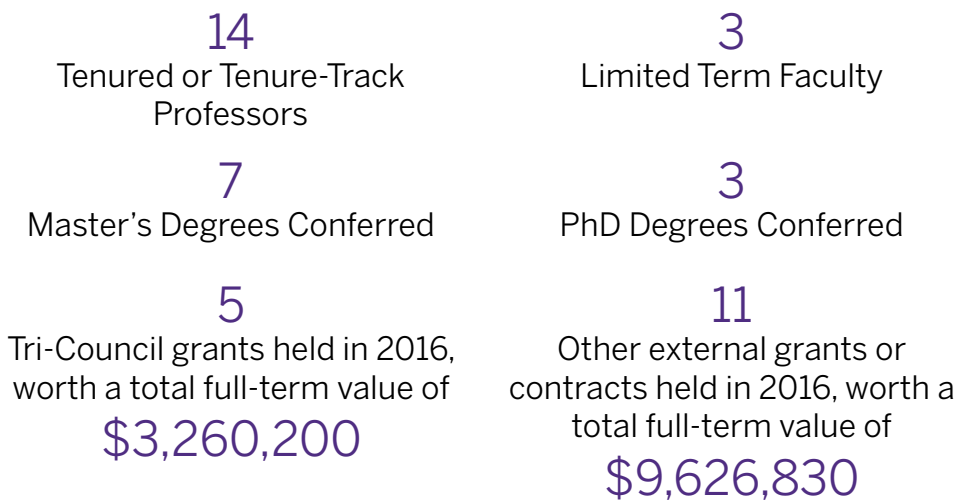 14
Tenured or Tenure-Track
Professors
3
Limited Term Faculty
7
Master’s Degrees Conferred
3
PhD Degrees Conferred
5
Tri-Council grants held in 2016,
worth a total full-term value of
$3,260,200
11
Other external grants or
contracts held in 2016, worth a
total full-term value of
$9,626,830